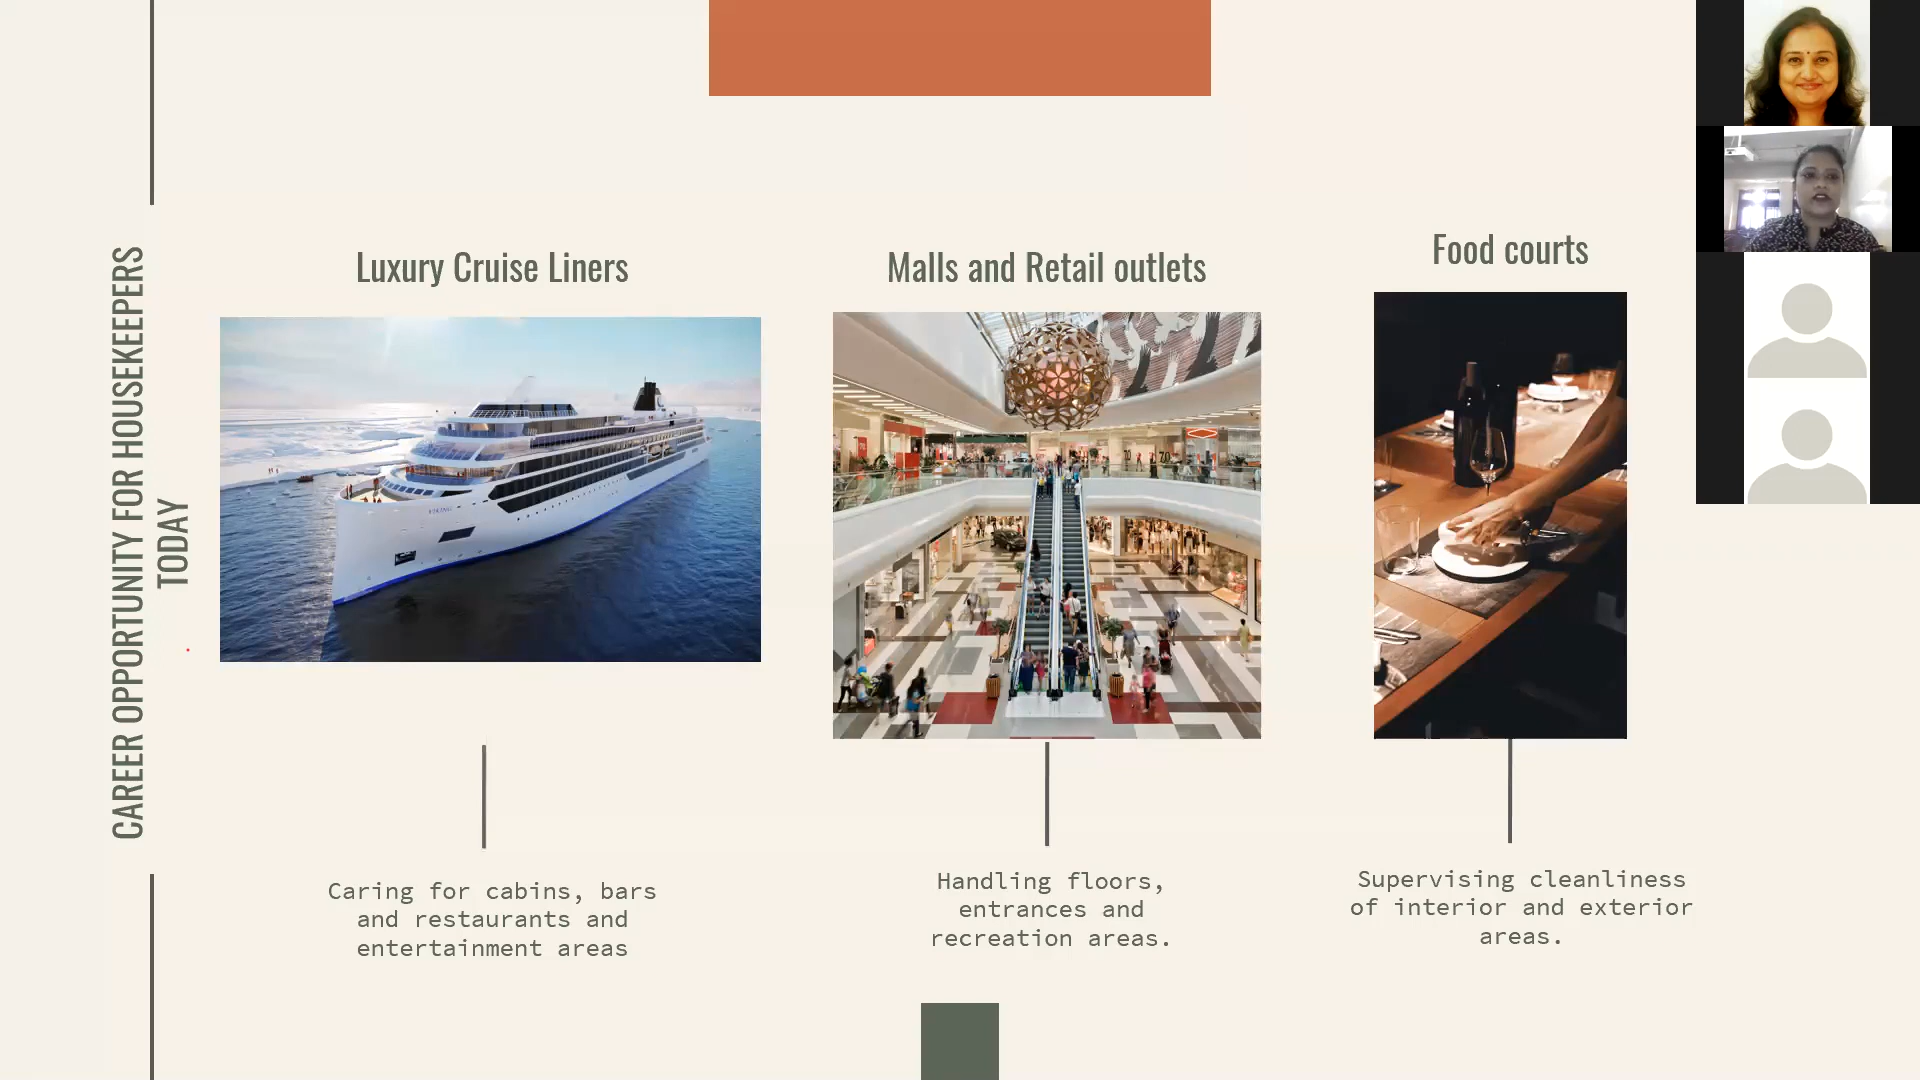 CAREER OPPORTUNITY FOR HOUSEKEEPERS
TODAY
Luxury Cruise Liners
Caring for cabins, bars
and restaurants and
entertainment areas
Malls and Retail outlets
Handling floors,
entrances and
recreation areas.
Food courts
Supervising cleanliness
of interior and exterior
areas.